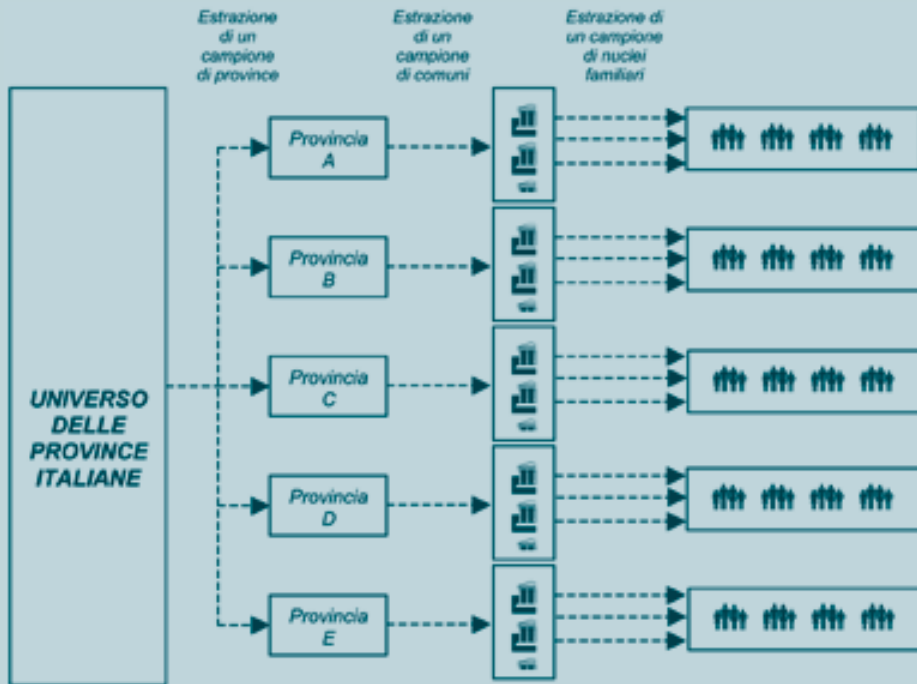 Estrazione
di un
campione
di province
Estrazione
di un
campione
di comuni
Estrazione di
un campione
di nuclei
familiari
UNIVERSO
DELLE
PROVINCE
ITALIANE
Provincia
A
Provincia
B
Provincia
C
Provincia
D
Provincia
E